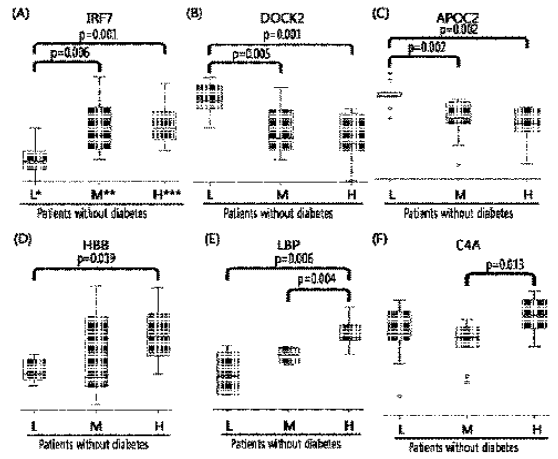 (A) IRF7
p=0.001
p=0.006
L* M** H***
Patients without diabetes
(B) DOCK2
p=0.001
p=0.005
L M H
Patients without diabetes
(C) APOC2
p=0.002
p=0.002
L M H
Patients without diabetes
(D) HBB
p=0.039
L M H
Patients without diabetes
(E) LBP
p=0.006
p=0.004
L M H
Patients without diabetes
(F) C4A
p=0.013
L M H
Patients without diabetes